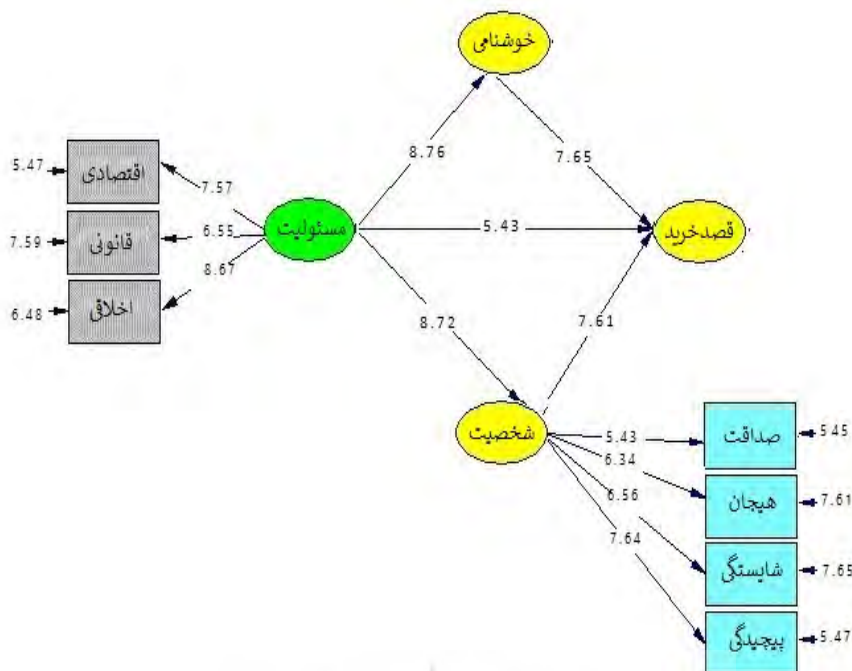 خوشنامی
8.76
7.65
5.47
اقتصادی
7.57
مسئولیت
5.43
قصدخرید
7.59
قانونی
6.55
6.48
اخلاقی
8.67
8.72
7.61
شخصیت
5.43
صداقت
5.45
6.34
هیجان
7.61
6.56
شایستگی
7.65
7.64
پیچیدگی
5.47